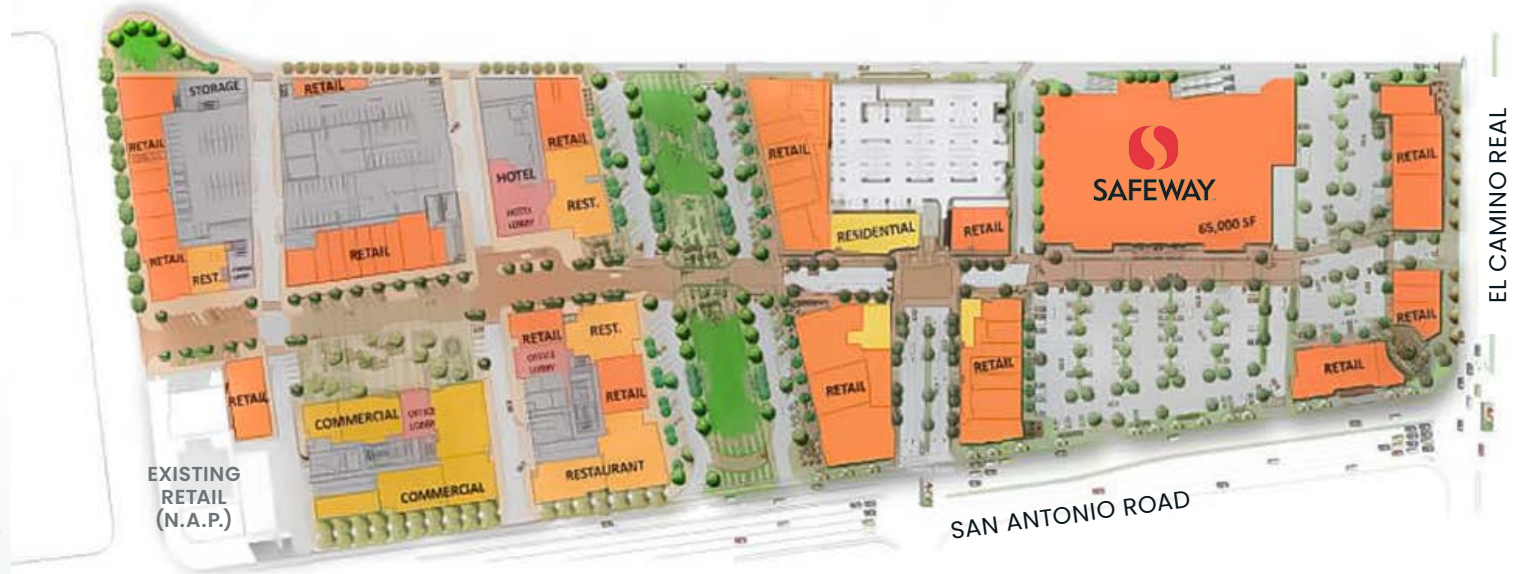 STORAGE
RETAIL
RETAIL
RETAIL
REST.
RETAIL
RETAIL
HOTEL
HOTEL
LOBBY
RETAIL
REST.
RETAIL
RESIDENTIAL
RETAIL
SAFEWAY
65,000 SF
RETAIL
RETAIL
EL CAMINO REAL
RETAIL
EXISTING
RETAIL
(N.A.P.)
COMMERCIAL
OFFICE
LOBBY
COMMERCIAL
RETAIL
OFFICE
LOBBY
REST.
RETAIL
RESTAURANT
RETAIL
RETAIL
RETAIL
SAN ANTONIO ROAD